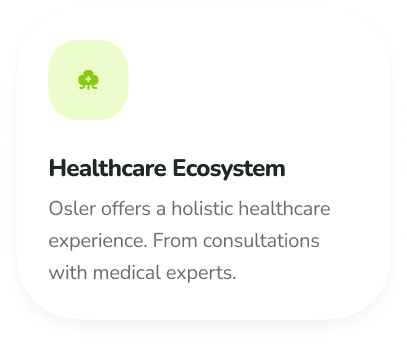 Healthcare Ecosystem
Osler offers a holistic healthcare
experience. From consultations
with medical experts.